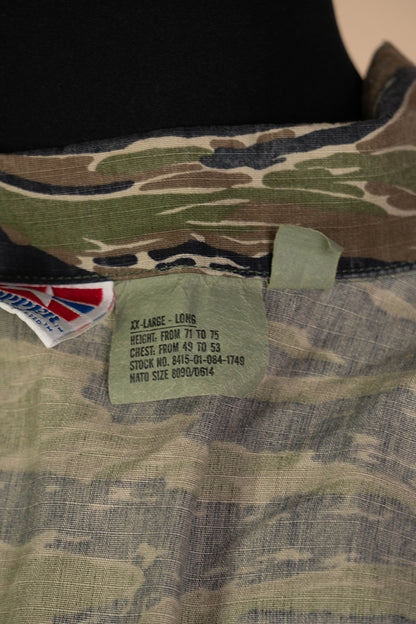 XX-LARGE - LONG
HEIGHT: FROM 71 TO 75
CHEST: FROM 49 TO 53
STOCK NO. 8415-01-084-1749
NATO SIZE 8090/0614